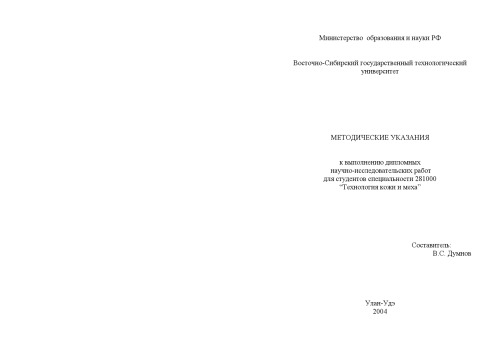 Министерство образования и науки РФ
Восточно-Сибирский государственный технологический
университет
МЕТОДИЧЕСКИЕ УКАЗАНИЯ
к выполнению дипломных
научно-исследовательских работ
для студентов специальности 281000
“Технология кожи и меха”
Составитель:
В.С. Думнов
Улан-Удэ
2004